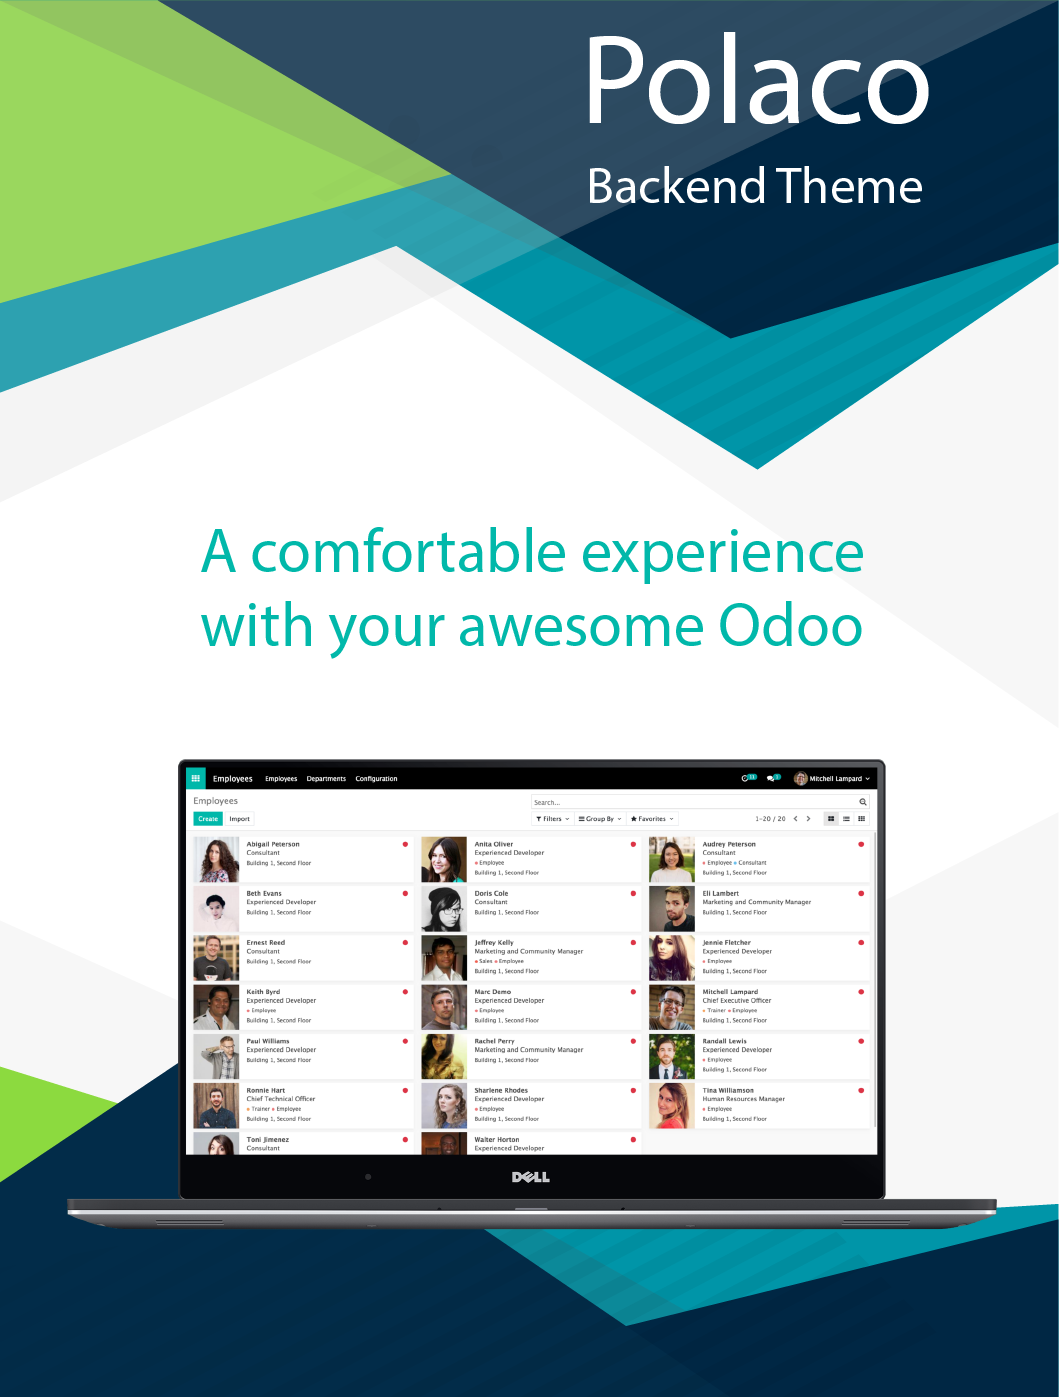 Polaco
Backend Theme
A comfortable experience
with your awesome Odoo
Employees Employees Departments Configuration 11 1 Mitchell Lampard
Employees
Search...
Create Import
Filters Group By Favorites 1-20 / 20
Abigail Peterson
Consultant
Building 1, Second Floor
Anita Oliver
Experienced Developer
Employee
Building 1, Second Floor
Audrey Peterson
Consultant
Employee Consultant
Building 1, Second Floor
Beth Evans
Experienced Developer
Building 1, Second Floor
Doris Cole
Consultant
Building 1, Second Floor
Eli Lambert
Marketing and Community Manager
Building 1, Second Floor
Ernest Reed
Consultant
Building 1, Second Floor
Jeffrey Kelly
Marketing and Community Manager
Sales Employee
Building 1, Second Floor
Jennie Fletcher
Experienced Developer
Employee
Building 1, Second Floor
Keith Byrd
Experienced Developer
Employee
Building 1, Second Floor
Marc Demo
Experienced Developer
Employee
Building 1, Second Floor
Mitchell Lampard
Chief Executive Officer
Trainer Employee
Building 1, Second Floor
Paul Williams
Experienced Developer
Building 1, Second Floor
Rachel Perry
Marketing and Community Manager
Building 1, Second Floor
Randall Lewis
Experienced Developer
Employee
Building 1, Second Floor
Ronnie Hart
Chief Technical Officer
Trainer Employee
Building 1, Second Floor
Sharlene Rhodes
Experienced Developer
Employee
Building 1, Second Floor
Tina Williamson
Human Resources Manager
Employee
Building 1, Second Floor
Toni Jimenez
Consultant
Walter Horton
Experienced Developer
DELL